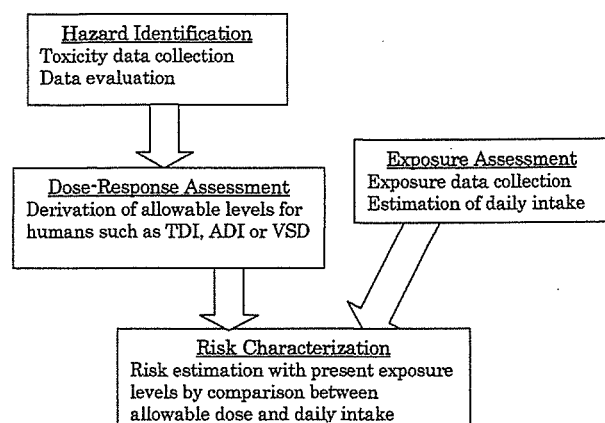 Hazard Identification
Toxicity data collection
Data evaluation
Exposure Assessment
Exposure data collection
Estimation of daily intake
Dose-Response Assessment
Derivation of allowable levels for
humans such as TDI, ADI or VSD
Risk Characterization
Risk estimation with present exposure
levels by comparison between
allowable dose and daily intake